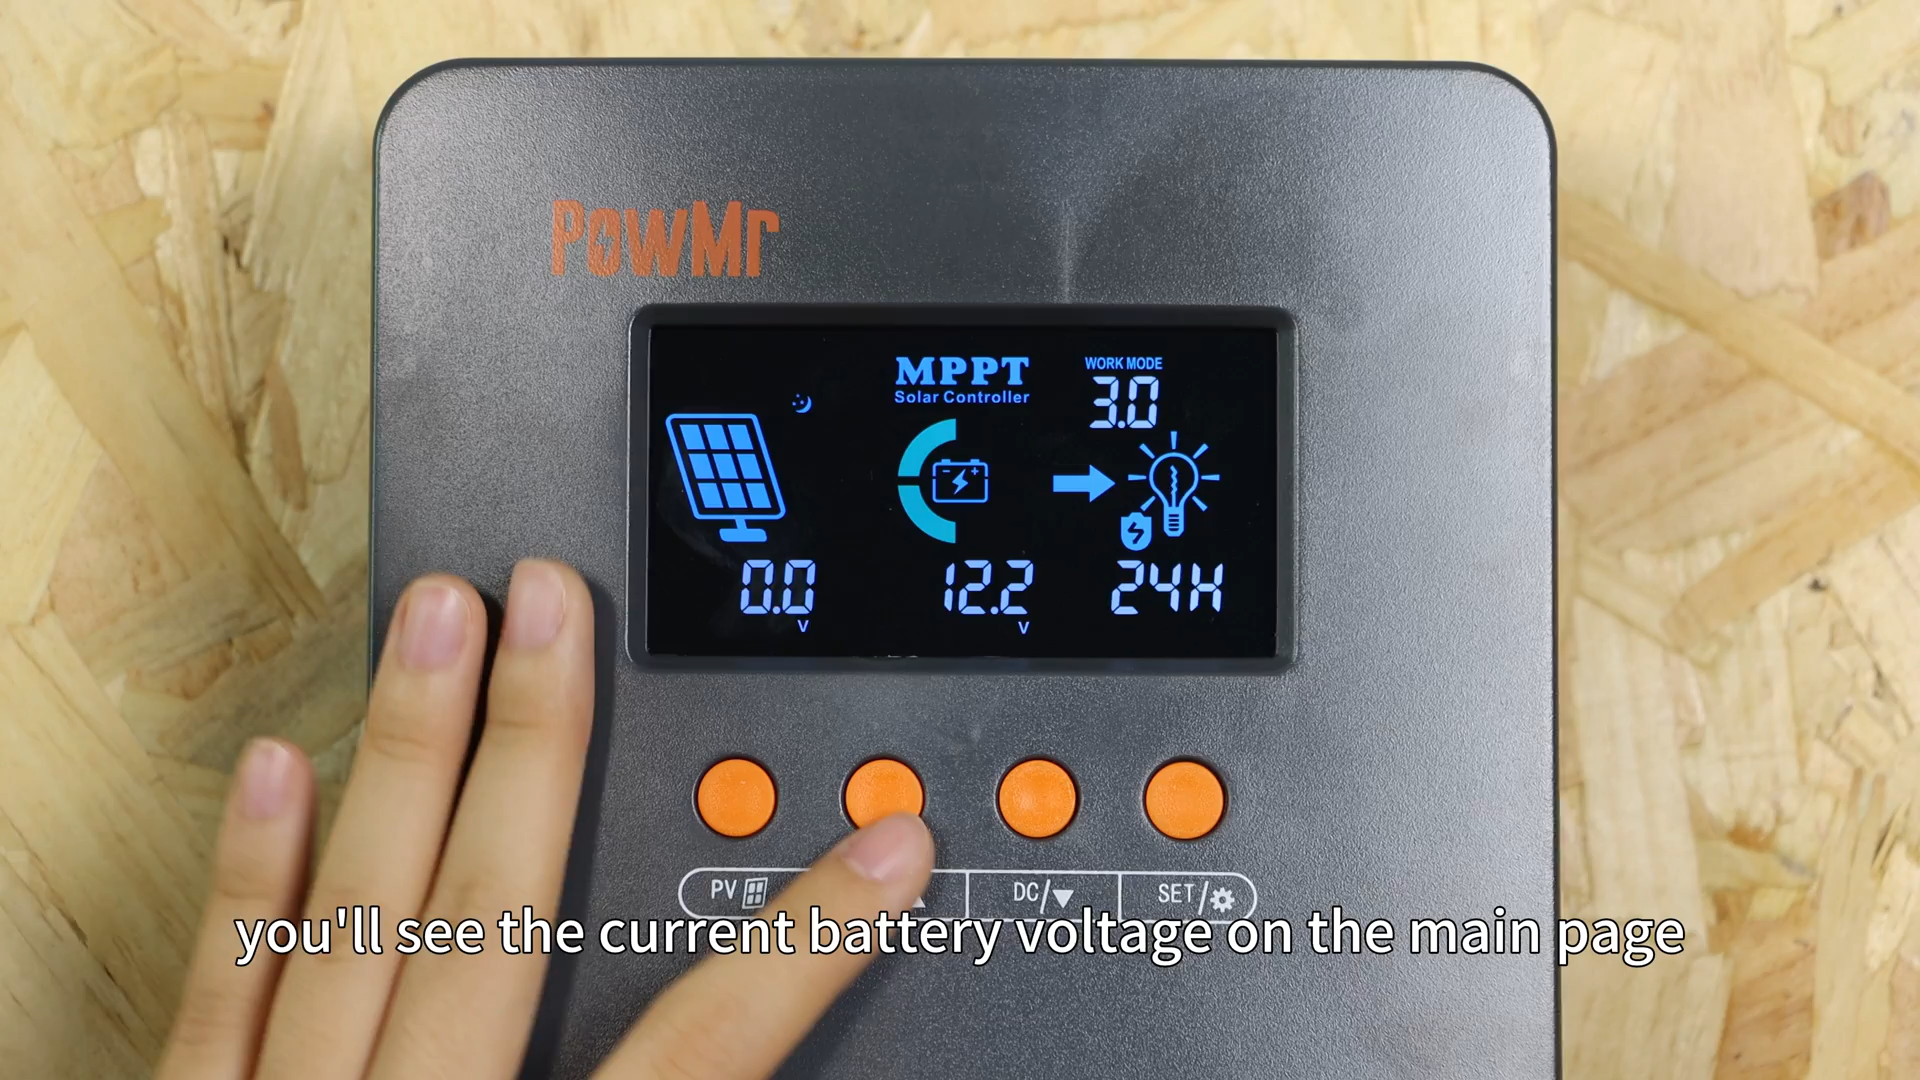 PowMr
MPPT
Solar Controller
WORK MODE
3.0
0.0
V
12.2
V
24H
PV
DC/▼
SET/
you'll see the current battery voltage on the main page